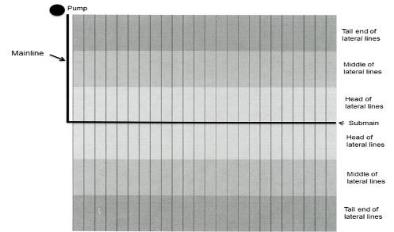 Pump
Tail end of
lateral lines
Mainline
Middle of
lateral lines
Head of
lateral lines
Submain
Head of
lateral lines
Middle of
lateral lines
Tail end of
lateral lines